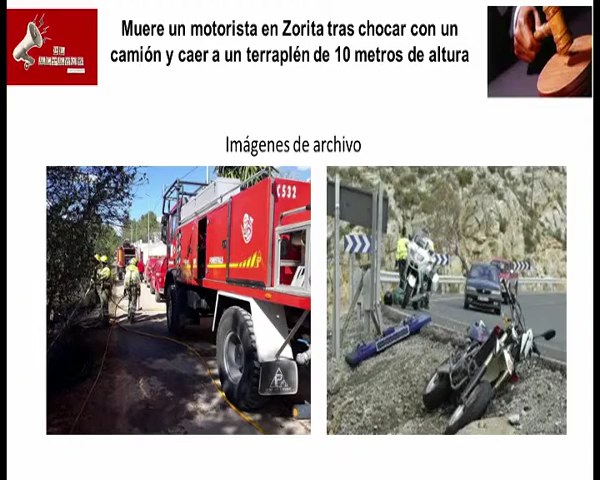 Muere un motorista en Zorita tras chocar con un
camión y caer a un terraplén de 10 metros de altura
Imágenes de archivo
C532